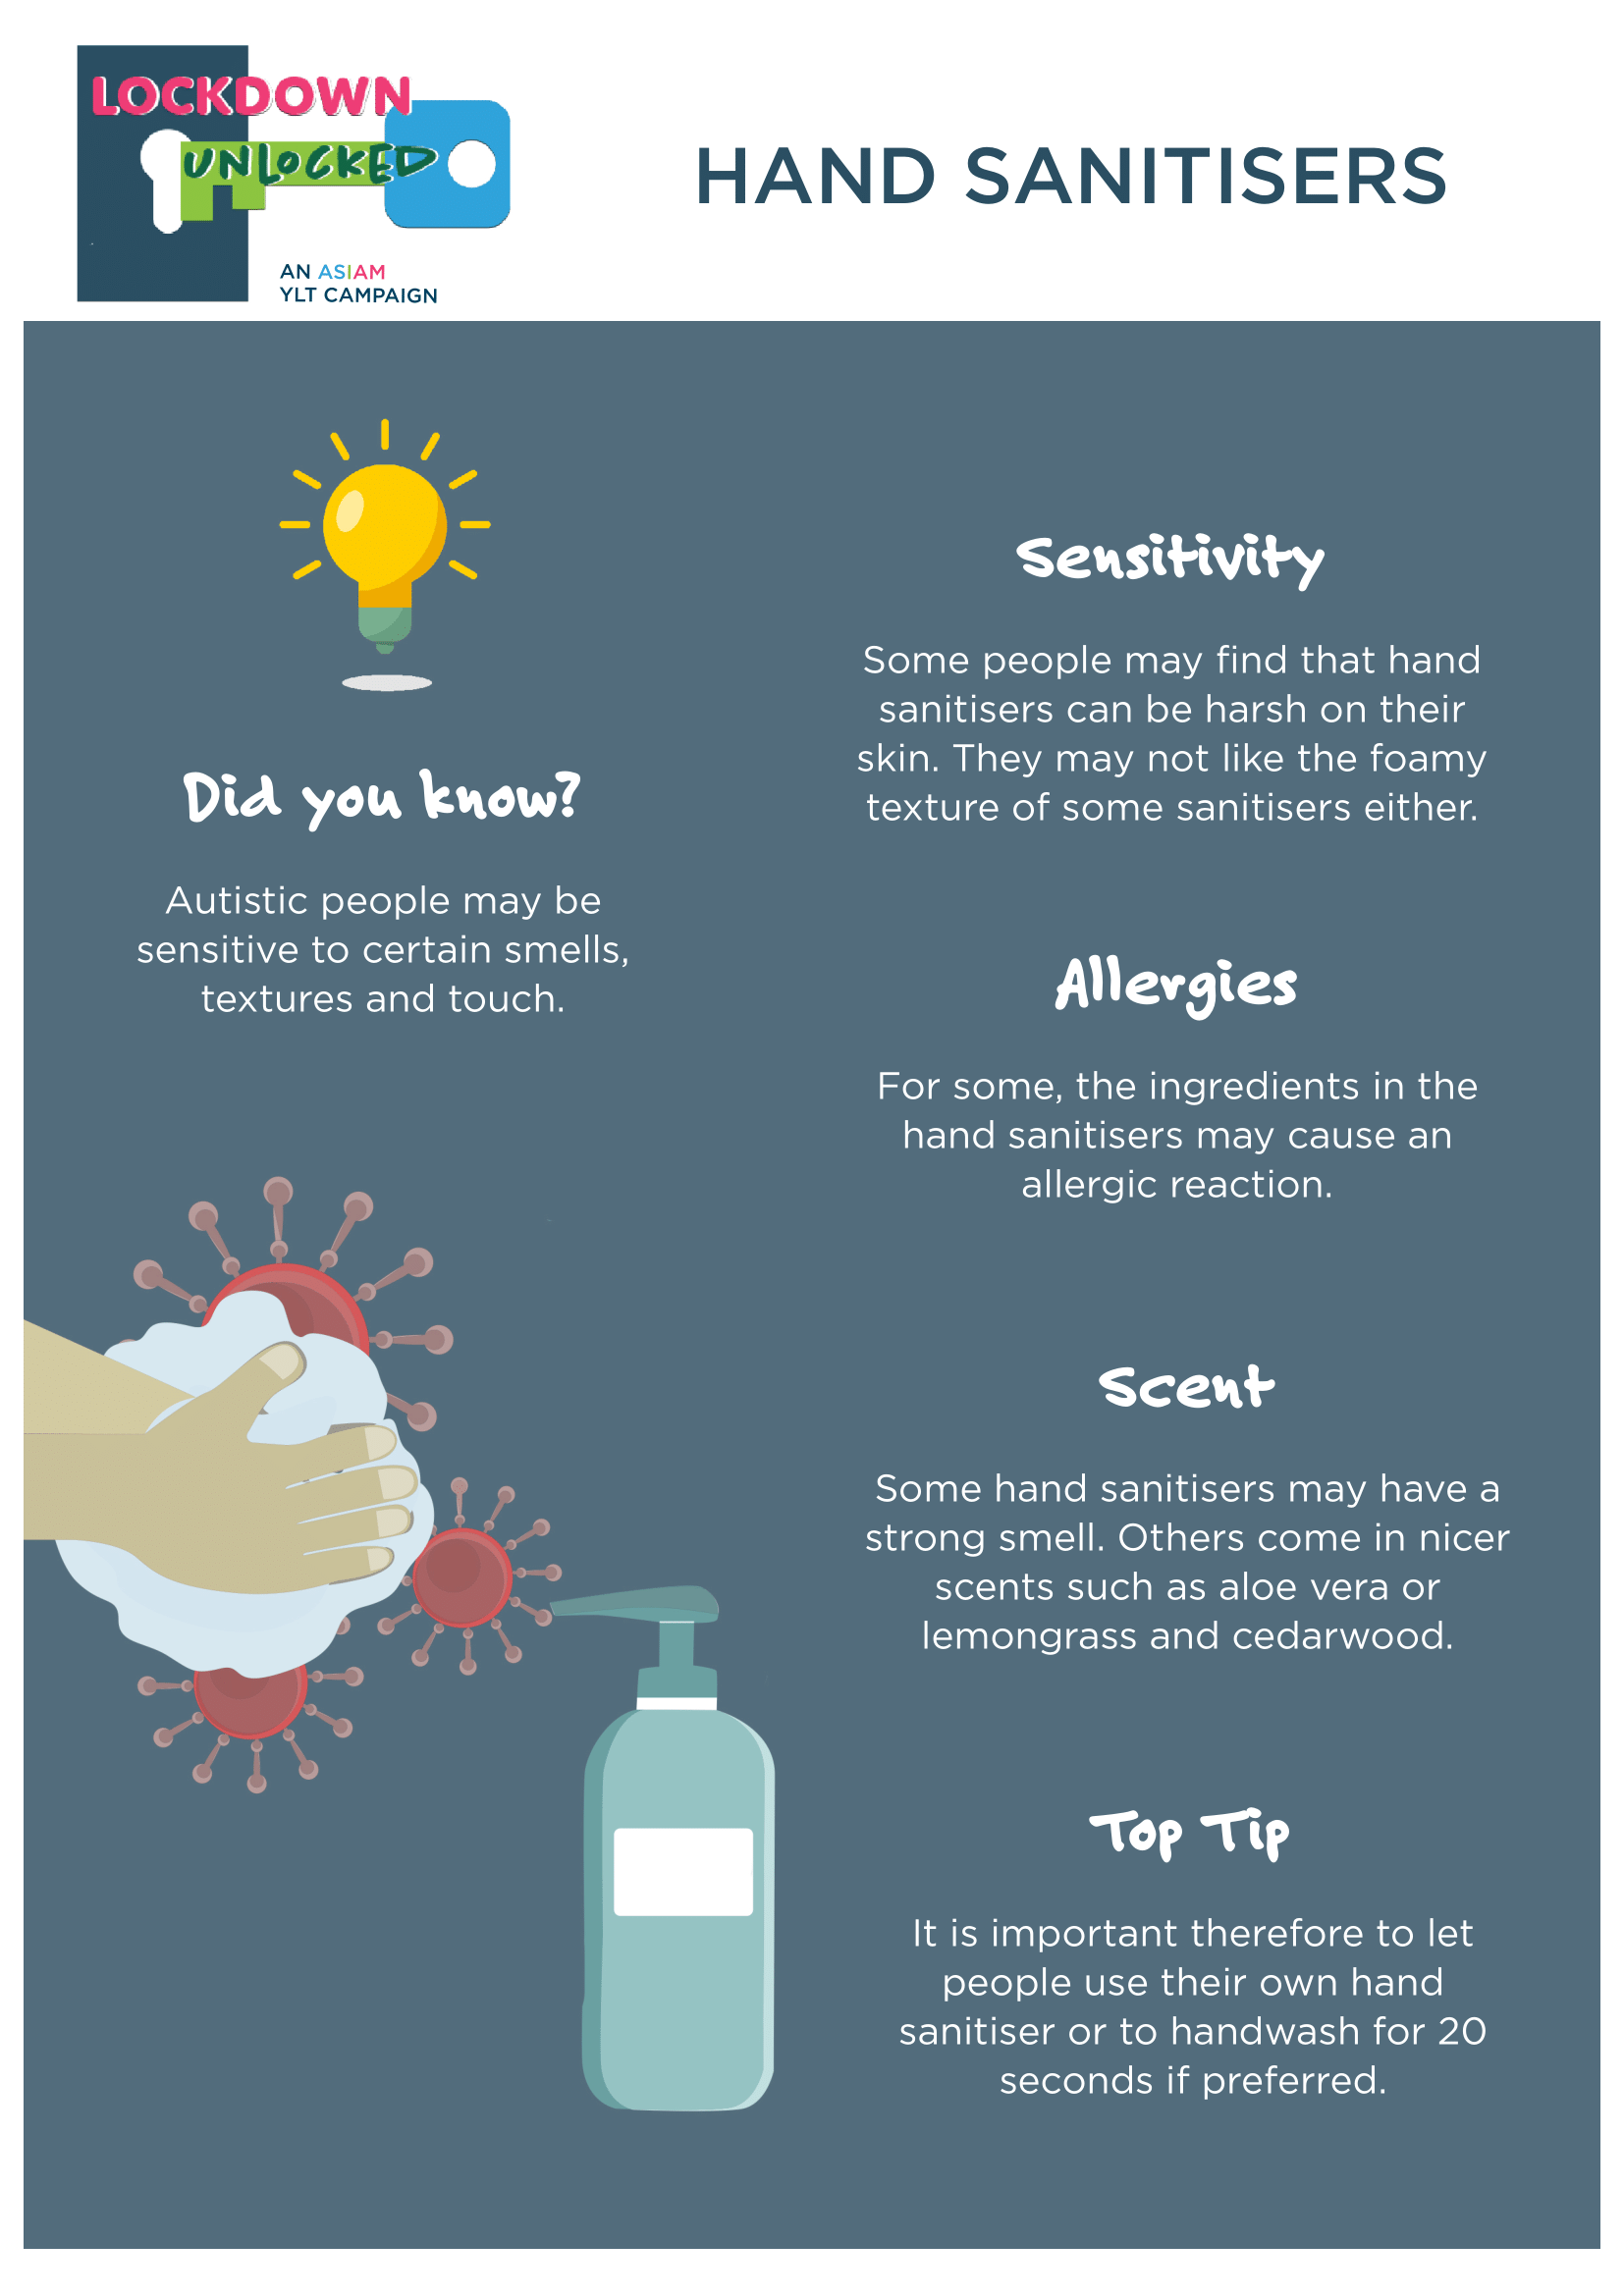 LOCKDOWN
UNLOCKED
AN ASIAM
YLT CAMPAIGN
HAND SANITISERS
Did you know?
Autistic people may be
sensitive to certain smells,
textures and touch.
Sensitivity
Some people may find that hand
sanitisers can be harsh on their
skin. They may not like the foamy
texture of some sanitisers either.
Allergies
For some, the ingredients in the
hand sanitisers may cause an
allergic reaction.
Scent
Some hand sanitisers may have a
strong smell. Others come in nicer
scents such as aloe vera or
lemongrass and cedarwood.
Top Tip
It is important therefore to let
people use their own hand
sanitiser or to handwash for 20
seconds if preferred.